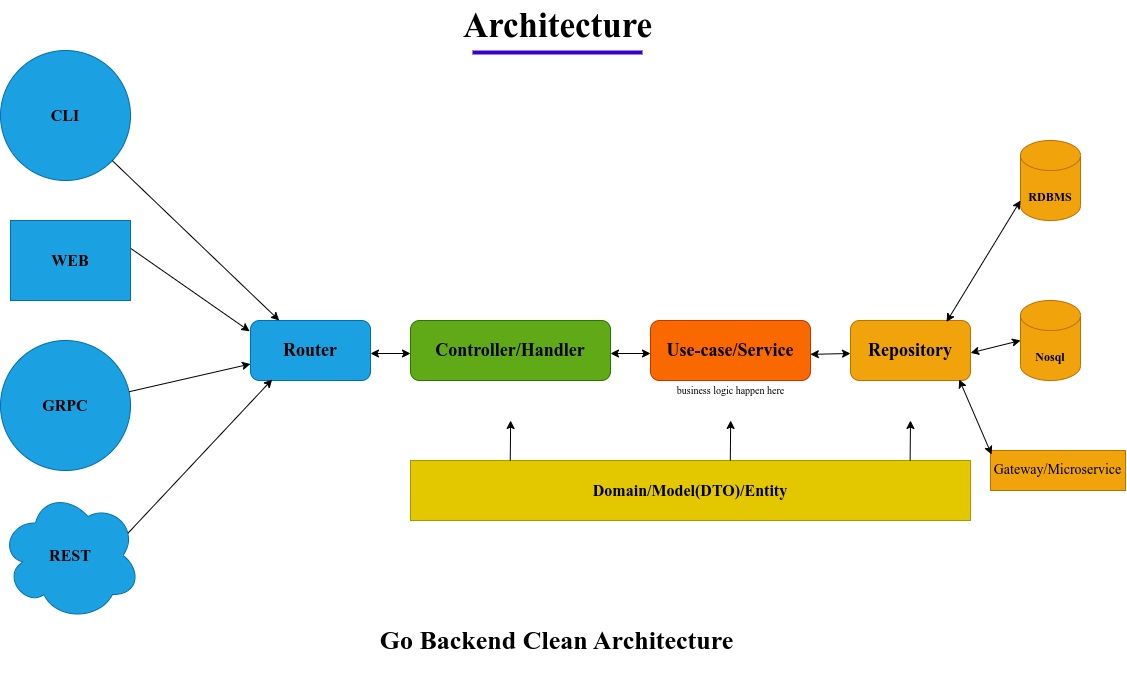 Architecture
CLI
WEB
GRPC
REST
Router
Controller/Handler
Use-case/Service
business logic happen here
Repository
RDBMS
Nosql
Gateway/Microservice
Domain/Model(DTO)/Entity
Go Backend Clean Architecture